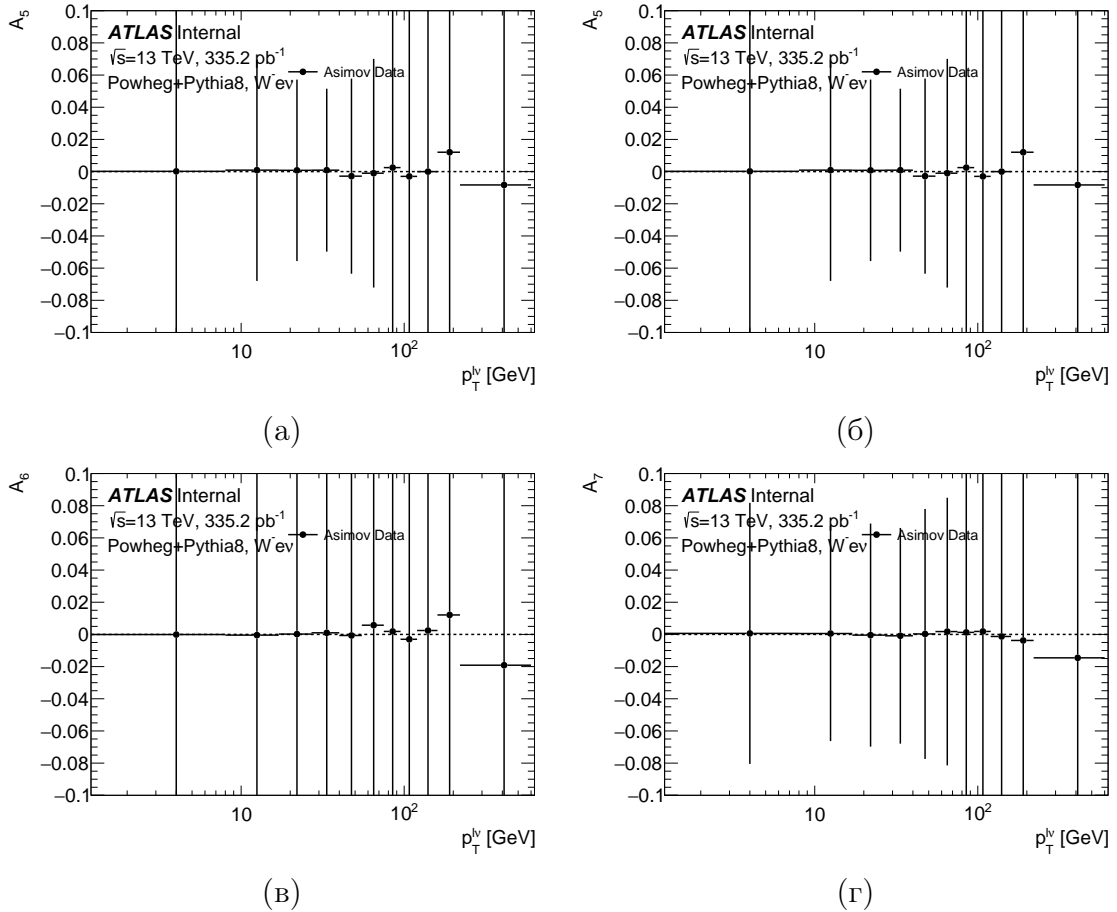 A5
0.1
0.08
0.06
0.04
0.02
0
−0.02
−0.04
−0.06
−0.08
−0.1
ATLAS Internal
√s=13 TeV, 335.2 pb-1
Powheg+Pythia8, W-eν
Asimov Data
10
10²
pTlν [GeV]
(а)
A5
0.1
0.08
0.06
0.04
0.02
0
−0.02
−0.04
−0.06
−0.08
−0.1
ATLAS Internal
√s=13 TeV, 335.2 pb-1
Powheg+Pythia8, W-eν
Asimov Data
10
10²
pTlν [GeV]
(б)
A6
0.1
0.08
0.06
0.04
0.02
0
−0.02
−0.04
−0.06
−0.08
−0.1
ATLAS Internal
√s=13 TeV, 335.2 pb-1
Powheg+Pythia8, W-eν
Asimov Data
10
10²
pTlν [GeV]
(в)
A7
0.1
0.08
0.06
0.04
0.02
0
−0.02
−0.04
−0.06
−0.08
−0.1
ATLAS Internal
√s=13 TeV, 335.2 pb-1
Powheg+Pythia8, W-eν
Asimov Data
10
10²
pTlν [GeV]
(г)